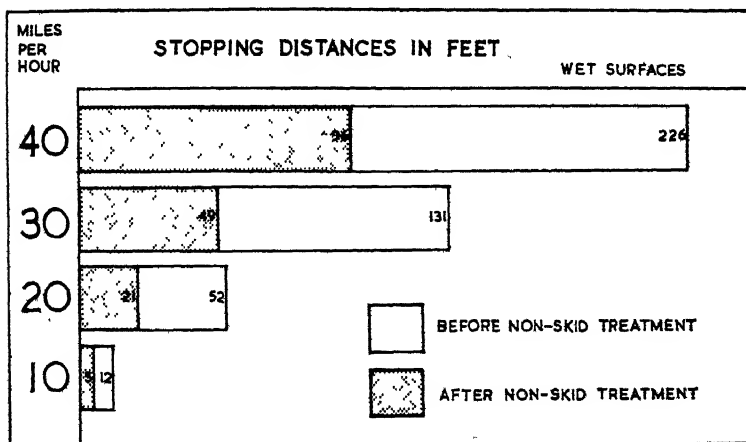 MILES
PER
HOUR
STOPPING DISTANCES IN FEET
WET SURFACES
40
226
30
49
131
20
21
52
BEFORE NON-SKID TREATMENT
10
5
12
AFTER NON-SKID TREATMENT